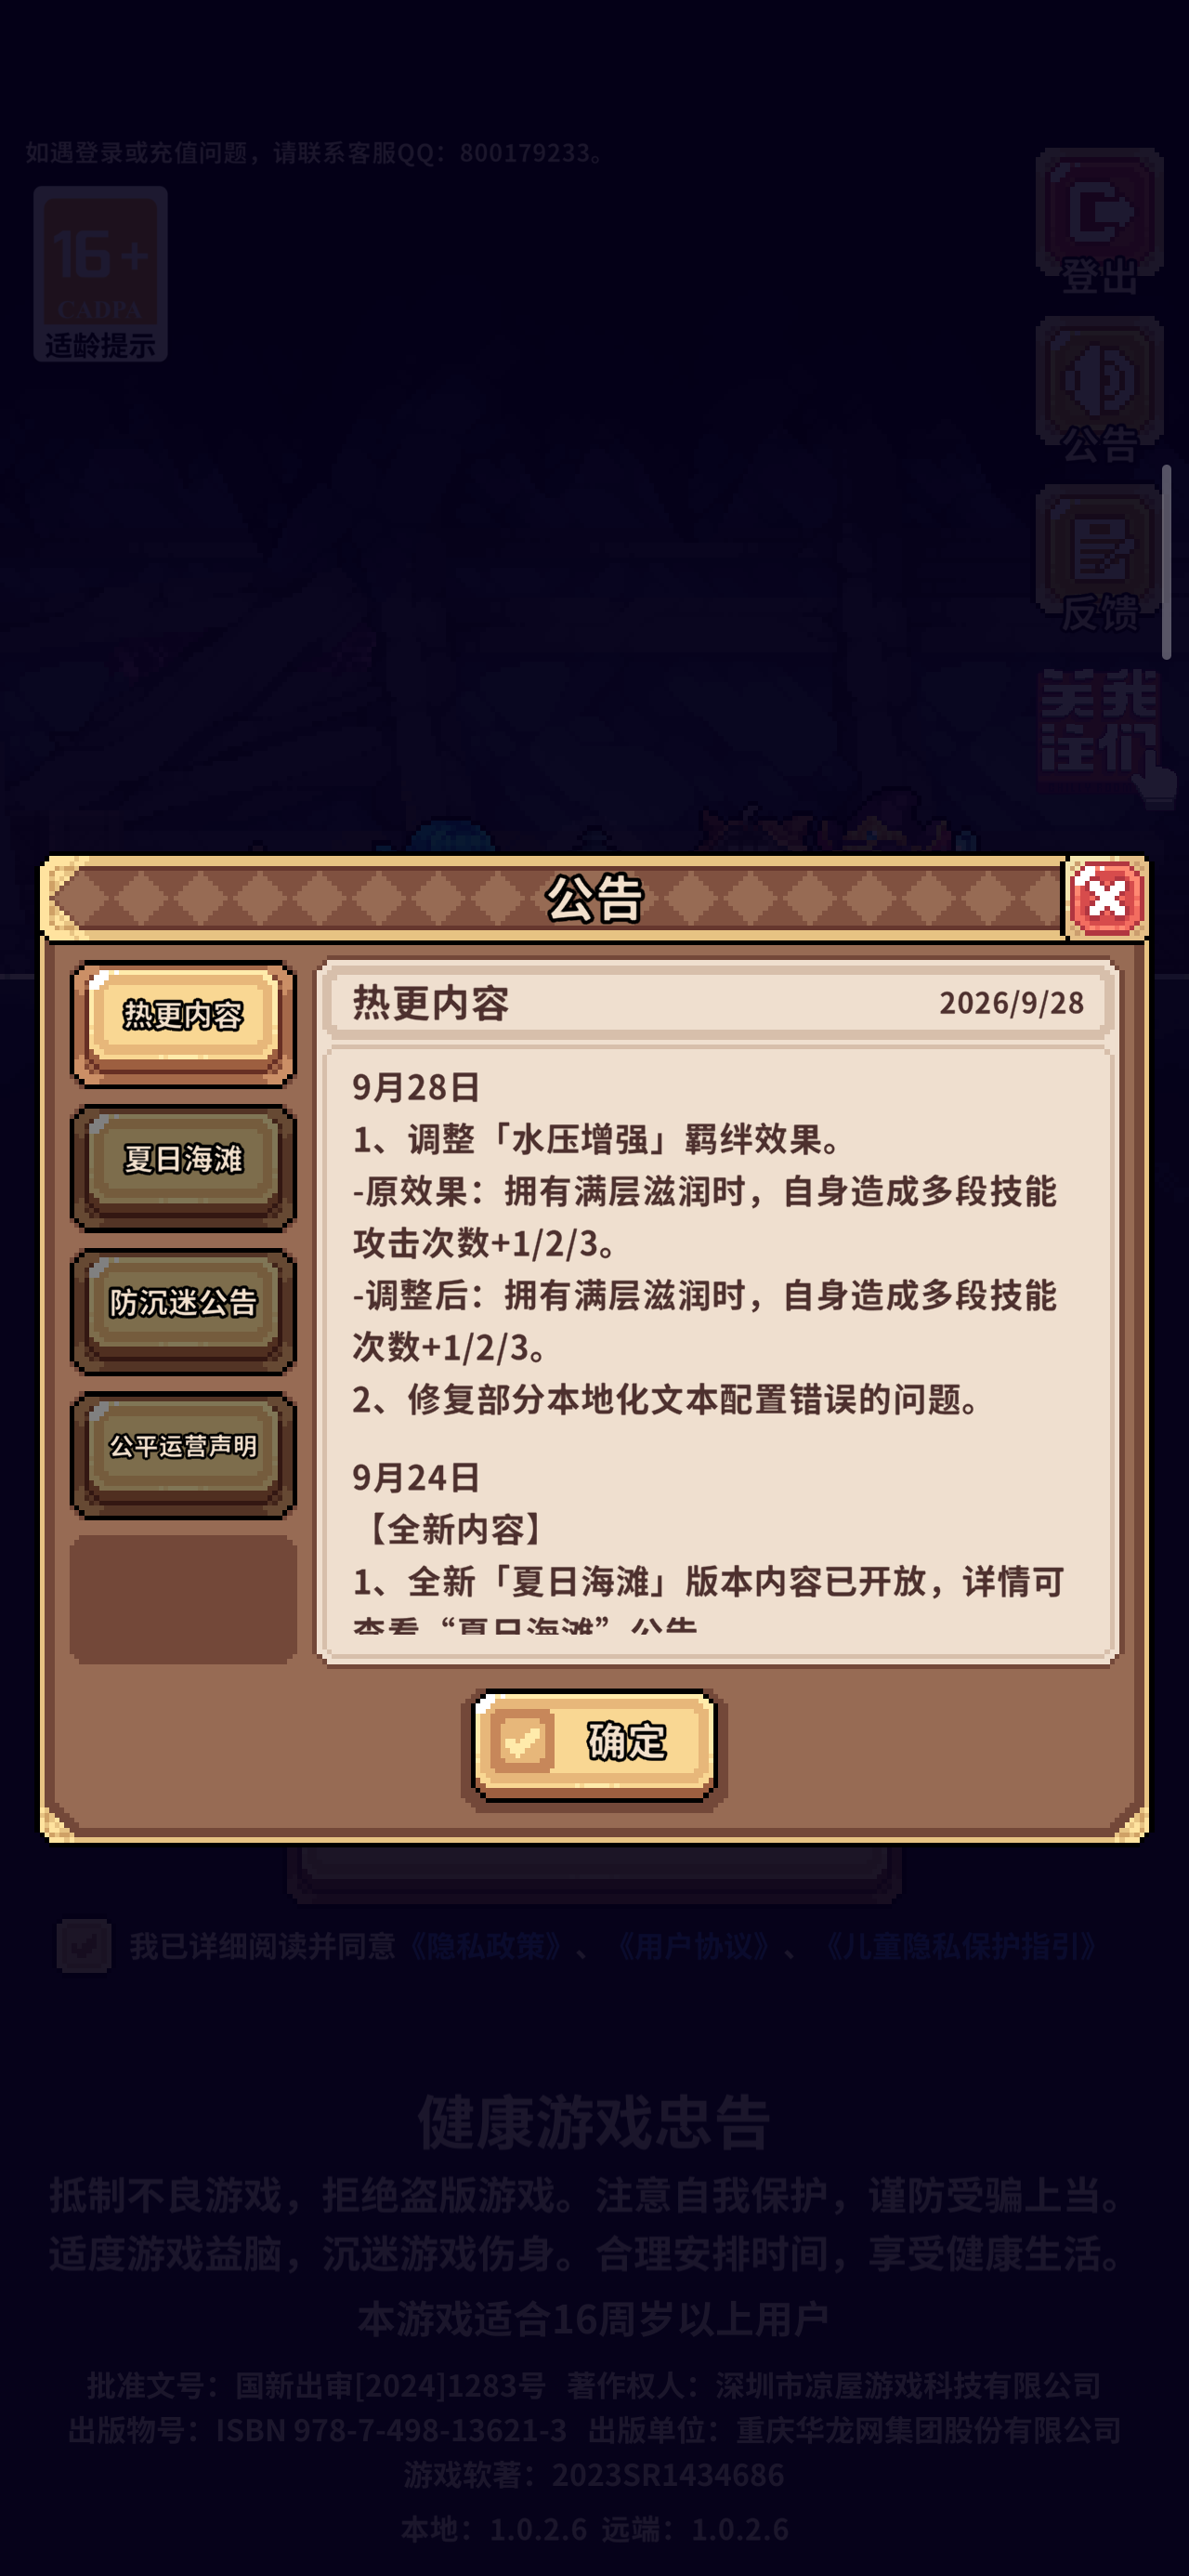 如遇登录或充值问题，请联系客服QQ：800179233。
16+
CADPA
适龄提示
登出
公告
反馈
关我
注们
公告
热更内容
夏日海滩
防沉迷公告
公平运营声明
热更内容 2026/9/28
9月28日
1、调整「水压增强」羁绊效果。
-原效果：拥有满层滋润时，自身造成多段技能
攻击次数+1/2/3。
-调整后：拥有满层滋润时，自身造成多段技能
次数+1/2/3。
2、修复部分本地化文本配置错误的问题。
9月24日
【全新内容】
1、全新「夏日海滩」版本内容已开放，详情可
查看“夏日海滩”公告
确定
我已详细阅读并同意《隐私政策》、《用户协议》、《儿童隐私保护指引》
健康游戏忠告
抵制不良游戏，拒绝盗版游戏。注意自我保护，谨防受骗上当。
适度游戏益脑，沉迷游戏伤身。合理安排时间，享受健康生活。
本游戏适合16周岁以上用户
批准文号：国新出审[2024]1283号 著作权人：深圳市凉屋游戏科技有限公司
出版物号：ISBN 978-7-498-13621-3 出版单位：重庆华龙网集团股份有限公司
游戏软著：2023SR1434686
本地：1.0.2.6 远端：1.0.2.6